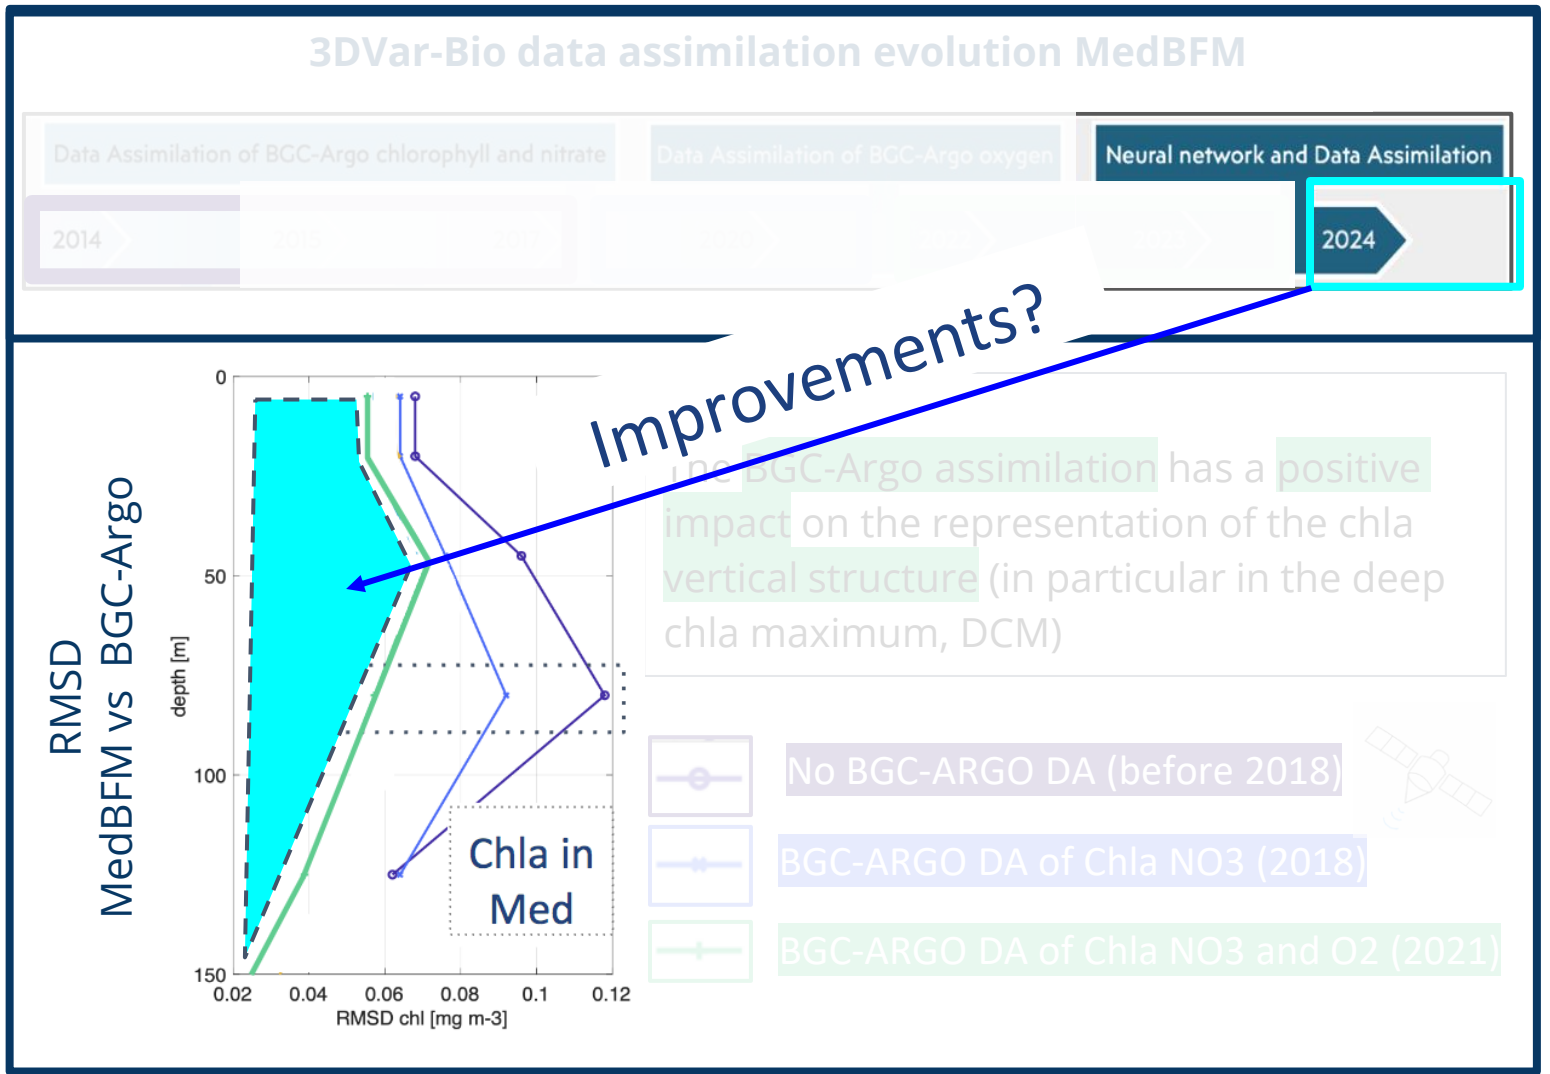 3DVar-Bio data assimilation evolution MedBFM
Data Assimilation of BGC-Argo chlorophyll and nitrate
Data Assimilation of BGC-Argo oxygen
Neural network and Data Assimilation
2014
2024
Improvements?
RMSD
MedBFM vs BGC-Argo
0
50
100
150
depth [m]
0.02 0.04 0.06 0.08 0.1 0.12
RMSD chl [mg m-3]
Chla in
Med
BGC-Argo assimilation has a positive
impact on the representation of the chla
vertical structure (in particular in the deep
chla maximum, DCM)
No BGC-ARGO DA (before 2018)
BGC-ARGO DA of Chla NO3 (2018)
BGC-ARGO DA of Chla NO3 and O2 (2021)